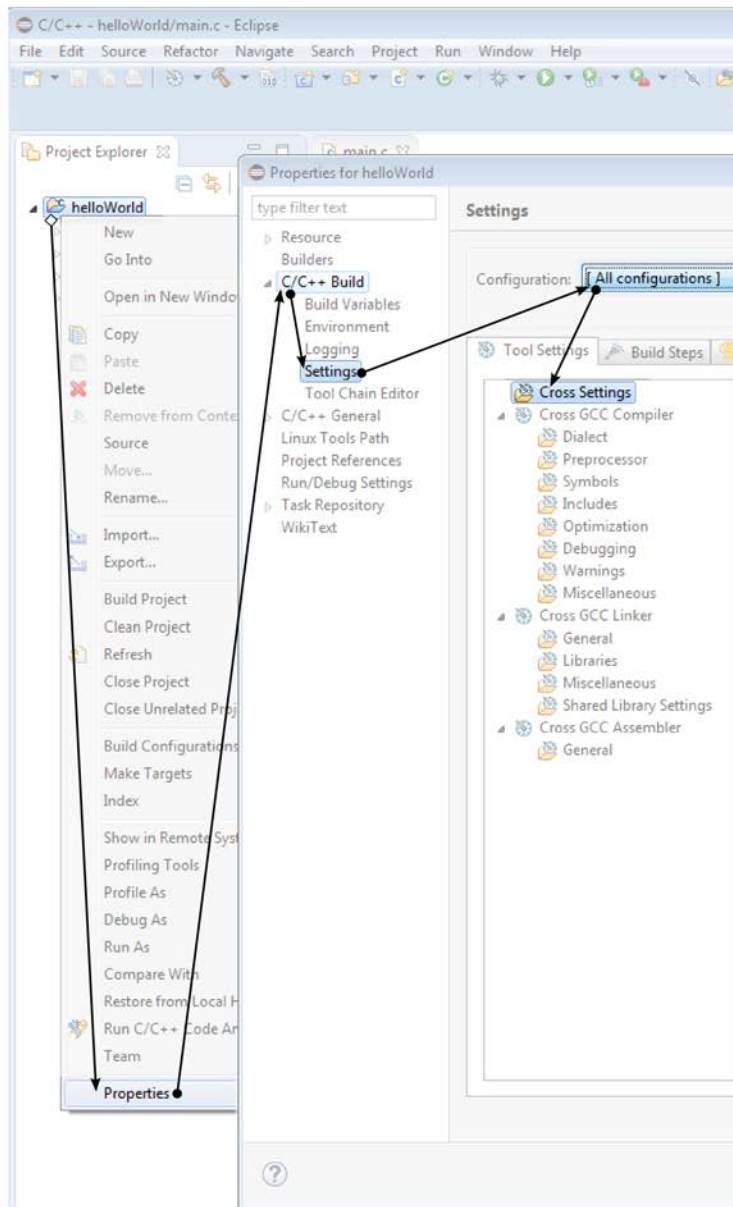 C/C++ - helloWorld/main.c - Eclipse
File Edit Source Refactor Navigate Search Project Run Window Help
Project Explorer
main.c
helloWorld
New
Go Into
Open in New Windo
Copy
Paste
Delete
Remove from Conte
Source
Move...
Rename...
Import...
Export...
Build Project
Clean Project
Refresh
Close Project
Close Unrelated Proj
Build Configurations
Make Targets
Index
Show in Remote Syst
Profiling Tools
Profile As
Debug As
Run As
Compare With
Restore from Local H
Run C/C++ Code An
Team
Properties
Properties for helloWorld
type filter text
Resource
Builders
C/C++ Build
Build Variables
Environment
Logging
Settings
Tool Chain Editor
C/C++ General
Linux Tools Path
Project References
Run/Debug Settings
Task Repository
WikiText
Settings
Configuration: [ All configurations ]
Tool Settings Build Steps
Cross Settings
Cross GCC Compiler
Dialect
Preprocessor
Symbols
Includes
Optimization
Debugging
Warnings
Miscellaneous
Cross GCC Linker
General
Libraries
Miscellaneous
Shared Library Settings
Cross GCC Assembler
General